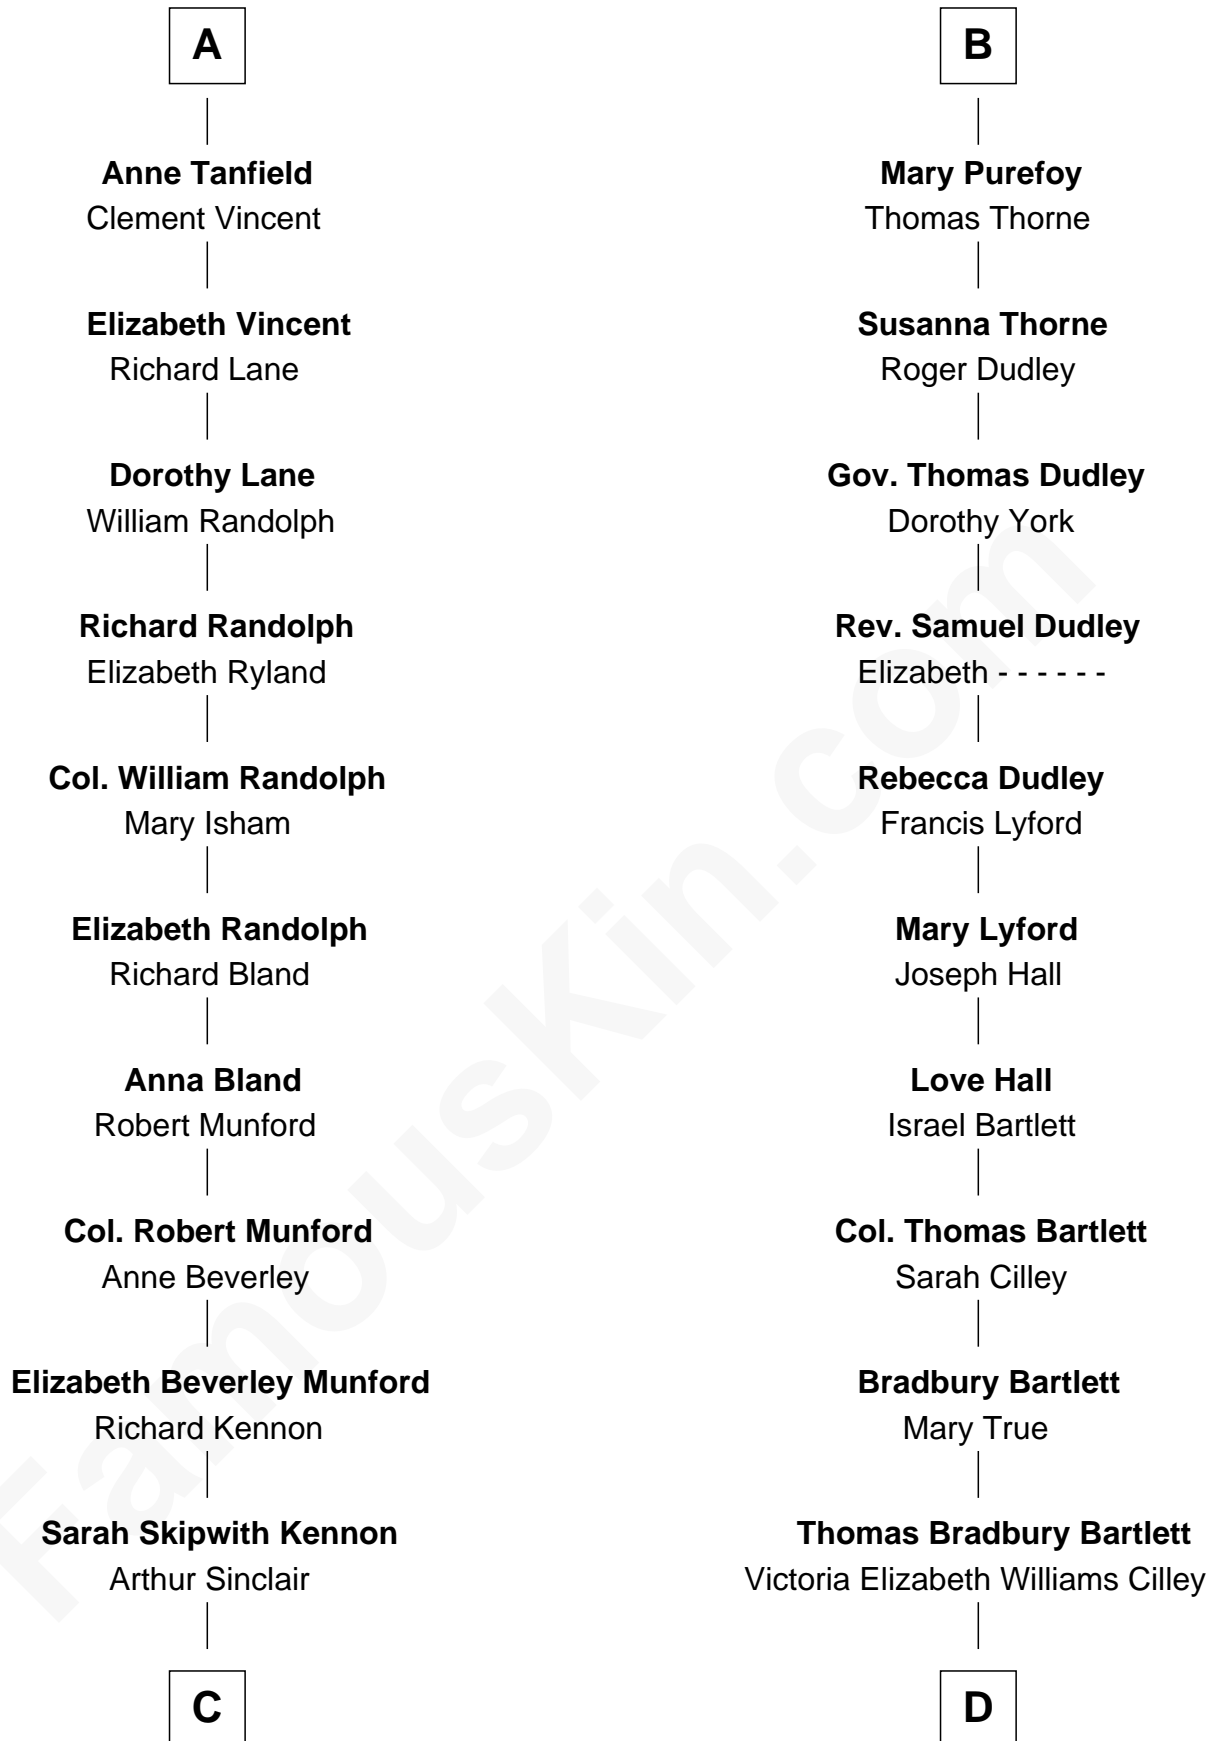 A
Anne Tanfield
Clement Vincent
Elizabeth Vincent
Richard Lane
Dorothy Lane
William Randolph
Richard Randolph
Elizabeth Ryland
Col. William Randolph
Mary Isham
Elizabeth Randolph
Richard Bland
Anna Bland
Robert Munford
Col. Robert Munford
Anne Beverley
Elizabeth Beverley Munford
Richard Kennon
Sarah Skipwith Kennon
Arthur Sinclair
C
B
Mary Purefoy
Thomas Thorne
Susanna Thorne
Roger Dudley
Gov. Thomas Dudley
Dorothy York
Rev. Samuel Dudley
Elizabeth - - - - - -
Rebecca Dudley
Francis Lyford
Mary Lyford
Joseph Hall
Love Hall
Israel Bartlett
Col. Thomas Bartlett
Sarah Cilley
Bradbury Bartlett
Mary True
Thomas Bradbury Bartlett
Victoria Elizabeth Williams Cilley
D
FamousKin.com